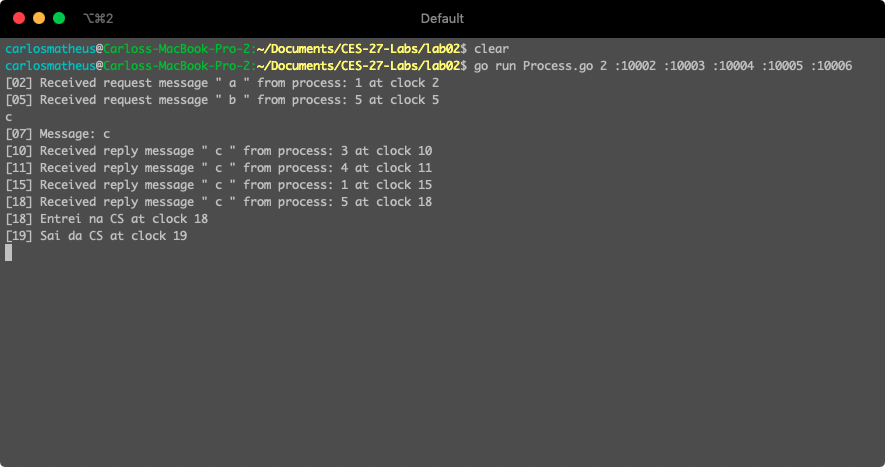 ⌥⌘2
Default
carlosmatheus@Carloss-MacBook-Pro-2:~/Documents/CES-27-Labs/lab02$ clear
carlosmatheus@Carloss-MacBook-Pro-2:~/Documents/CES-27-Labs/lab02$ go run Process.go 2 :10002 :10003 :10004 :10005 :10006
[02] Received request message " a " from process: 1 at clock 2
[05] Received request message " b " from process: 5 at clock 5
c
[07] Message: c
[10] Received reply message " c " from process: 3 at clock 10
[11] Received reply message " c " from process: 4 at clock 11
[15] Received reply message " c " from process: 1 at clock 15
[18] Received reply message " c " from process: 5 at clock 18
[18] Entrei na CS at clock 18
[19] Sai da CS at clock 19